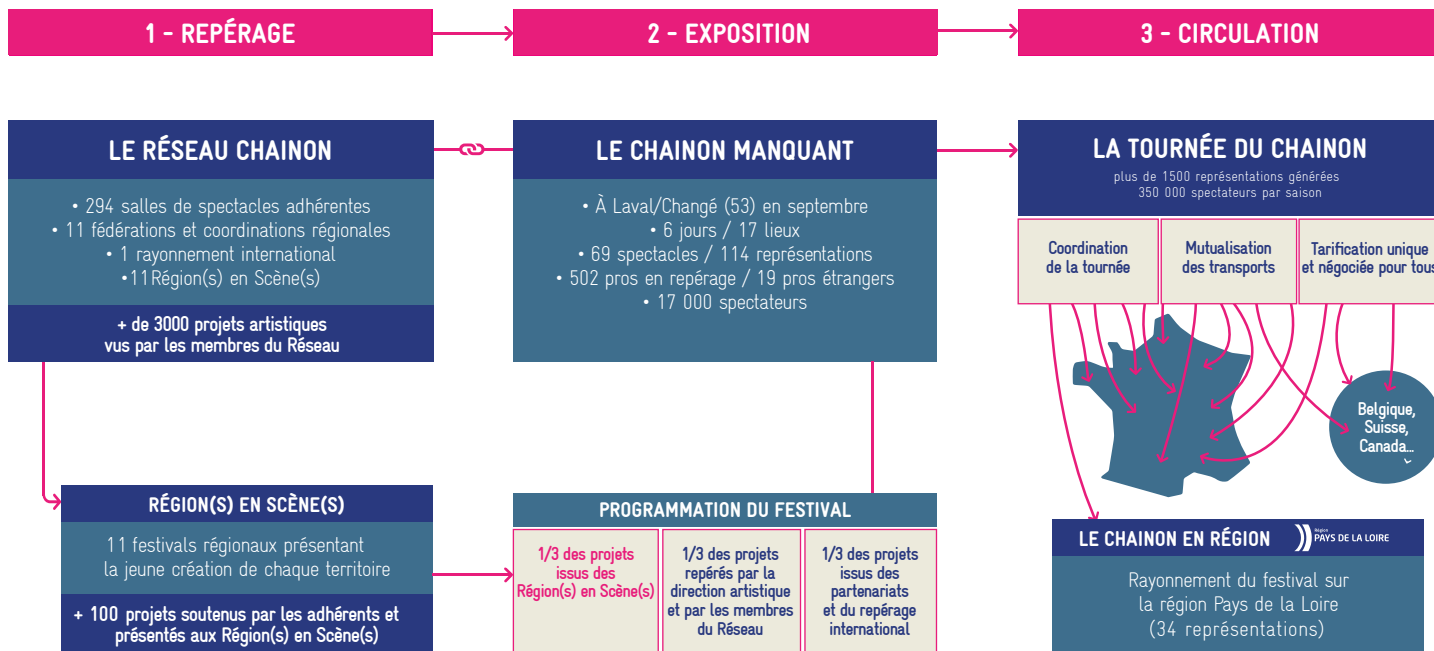 1 - REPÉRAGE
2 - EXPOSITION
3 - CIRCULATION
LE RÉSEAU CHAINON
• 294 salles de spectacles adhérentes
• 11 fédérations et coordinations régionales
• 1 rayonnement international
•11Région(s) en Scène(s)
+ de 3000 projets artistiques
vus par les membres du Réseau
LE CHAINON MANQUANT
• À Laval/Changé (53) en septembre
• 6 jours / 17 lieux
• 69 spectacles / 114 représentations
• 502 pros en repérage / 19 pros étrangers
• 17 000 spectateurs
LA TOURNÉE DU CHAINON
plus de 1500 représentations générées
350 000 spectateurs par saison
Coordination
de la tournée
Mutualisation
des transports
Tarification unique
et négociée pour tous
Belgique,
Suisse,
Canada...
RÉGION(S) EN SCÈNE(S)
11 festivals régionaux présentant
la jeune création de chaque territoire
+ 100 projets soutenus par les adhérents et
présentés aux Région(s) en Scène(s)
PROGRAMMATION DU FESTIVAL
1/3 des projets
issus des
Région(s) en Scène(s)
1/3 des projets
repérés par la
direction artistique
et par les membres
du Réseau
1/3 des projets
issus des
partenariats
et du repérage
international
LE CHAINON EN RÉGION
Région
PAYS DE LA LOIRE
Rayonnement du festival sur
la région Pays de la Loire
(34 représentations)